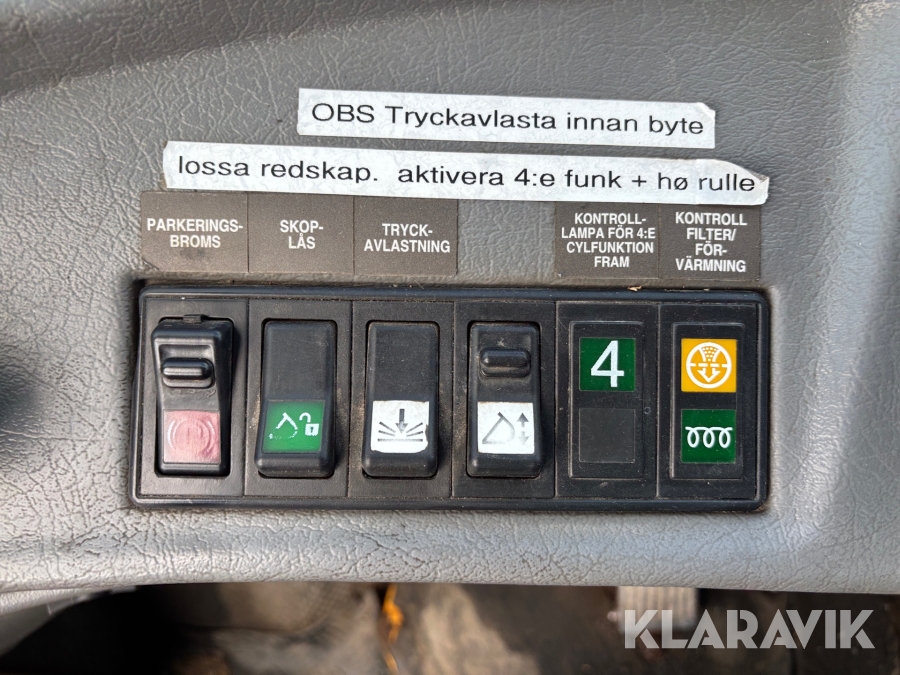 OBS Tryckavlasta innan byte
lossa redskap. aktivera 4:e funk + hø rulle
PARKERINGS-
BROMS
SKOP-
LÅS
TRYCK-
AVLASTNING
KONTROLL-
LAMPA FÖR 4:E
CYLFUNKTION
FRAM
KONTROLL
FILTER/
FÖR-
VÄRMNING
4
KLARAVIK